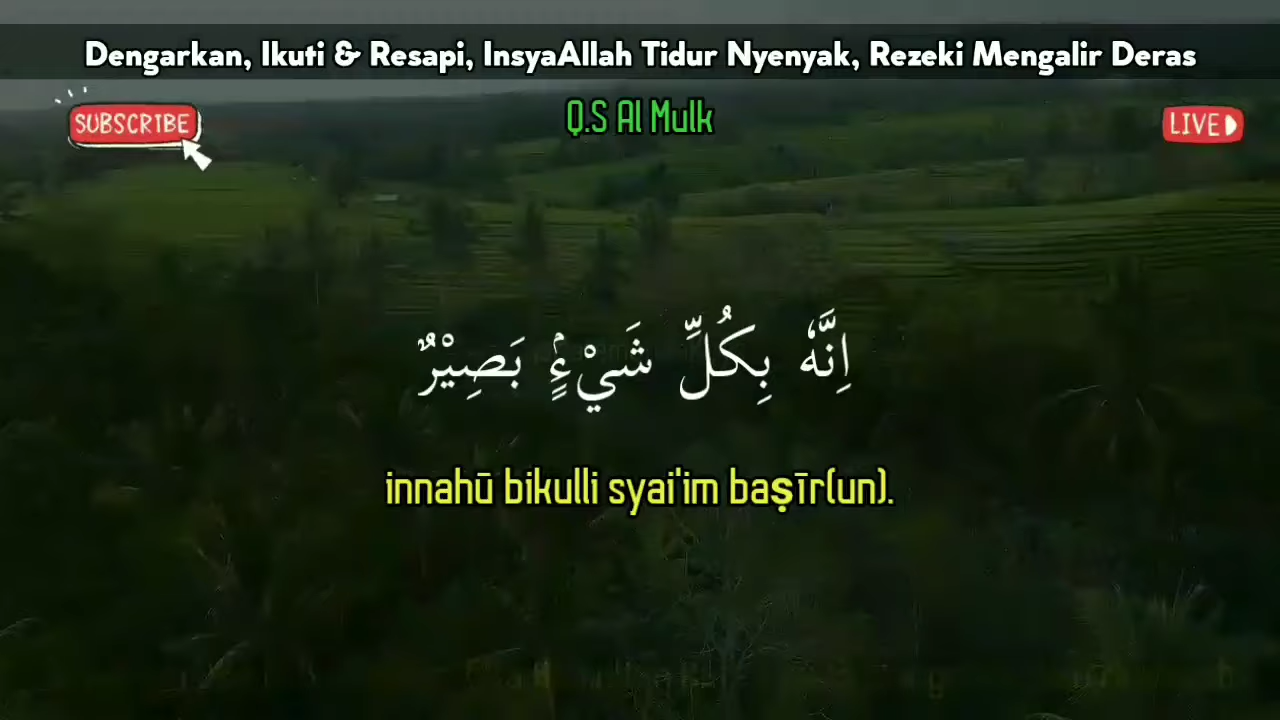 Dengarkan, Ikuti & Resapi, InsyaAllah Tidur Nyenyak, Rezeki Mengalir Deras
SUBSCRIBE
Q.S Al Mulk
LIVE
اِنَّهٗ بِكُلِّ شَيْءٍۢ بَصِيْرٌ
innahū bikulli syai'im baṣīr(un).